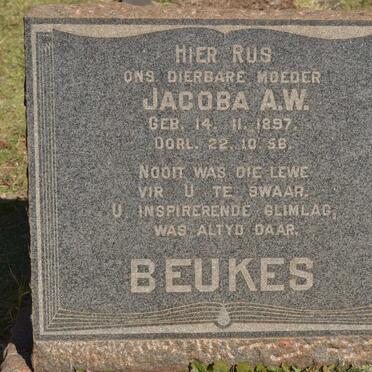 HIER RUS
ONS DIERBARE MOEDER
JACOBA A.W.
GEB. 14. 11. 1897.
OORL. 22. 10. 58.
NOOIT WAS DIE LEWE
VIR U TE SWAAR.
U INSPIRERENDE GLIMLAG,
WAS ALTYD DAAR.
BEUKES